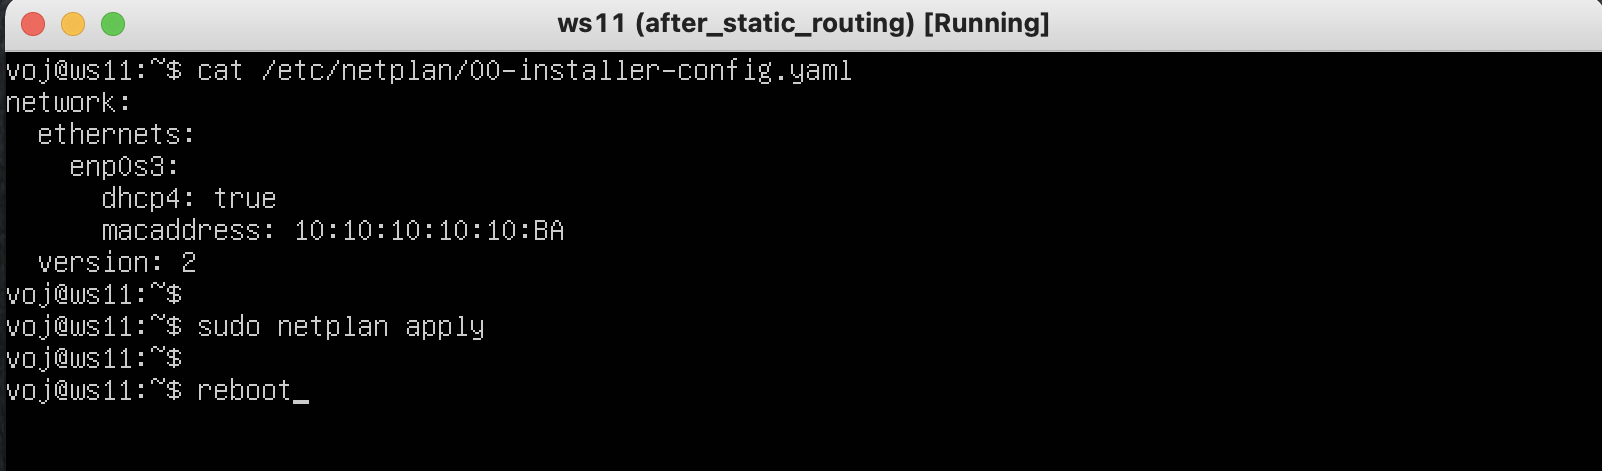 ws11 (after_static_routing) [Running]
voj@ws11:~$ cat /etc/netplan/00-installer-config.yaml
network:
  ethernets:
    enp0s3:
      dhcp4: true
      macaddress: 10:10:10:10:10:BA
  version: 2
voj@ws11:~$
voj@ws11:~$ sudo netplan apply
voj@ws11:~$
voj@ws11:~$ reboot_